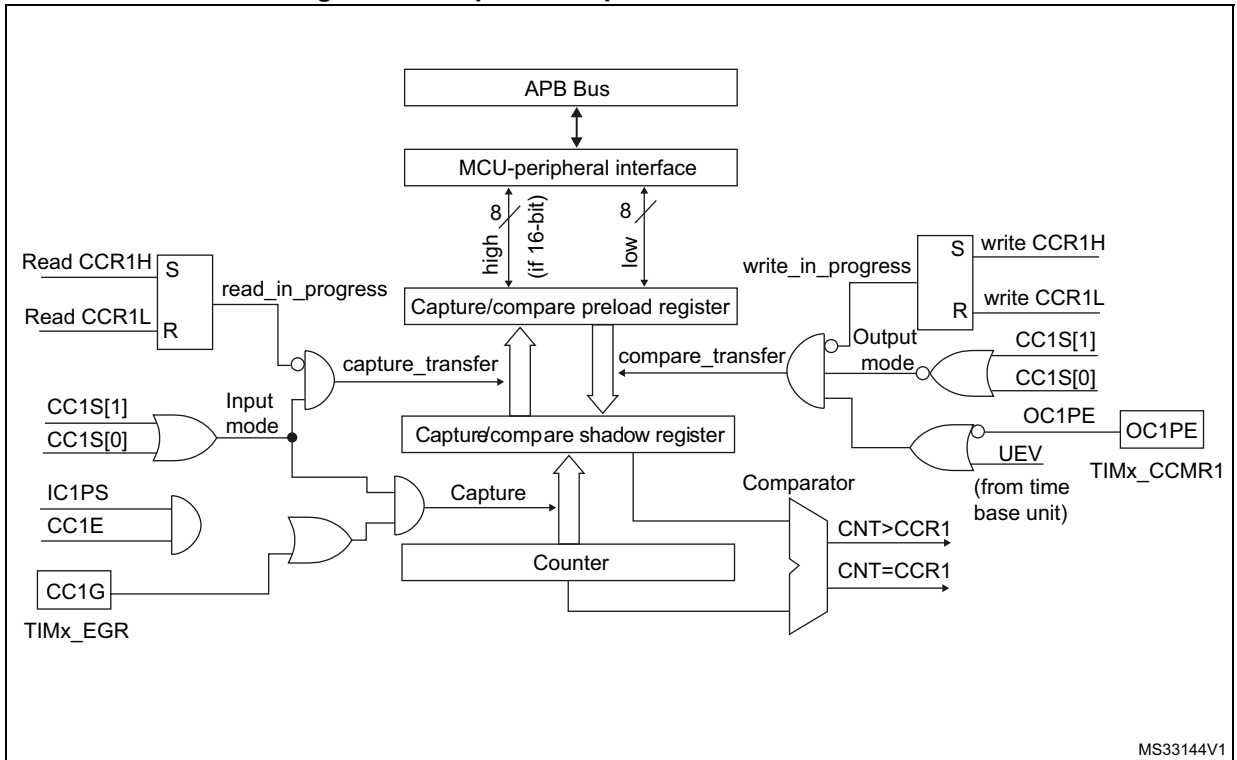 APB Bus
MCU-peripheral interface
8
high
(if 16-bit)
8
low
Read CCR1H
S
read_in_progress
Read CCR1L
R
write_in_progress
S
write CCR1H
R
write CCR1L
Capture/compare preload register
capture_transfer
compare_transfer
Output
mode
CC1S[1]
CC1S[0]
CC1S[1]
CC1S[0]
Input
mode
Capture/compare shadow register
OC1PE
OC1PE
UEV
TIMx_CCMR1
(from time
base unit)
IC1PS
CC1E
Capture
Comparator
CNT>CCR1
Counter
CNT=CCR1
CC1G
TIMx_EGR
MS33144V1